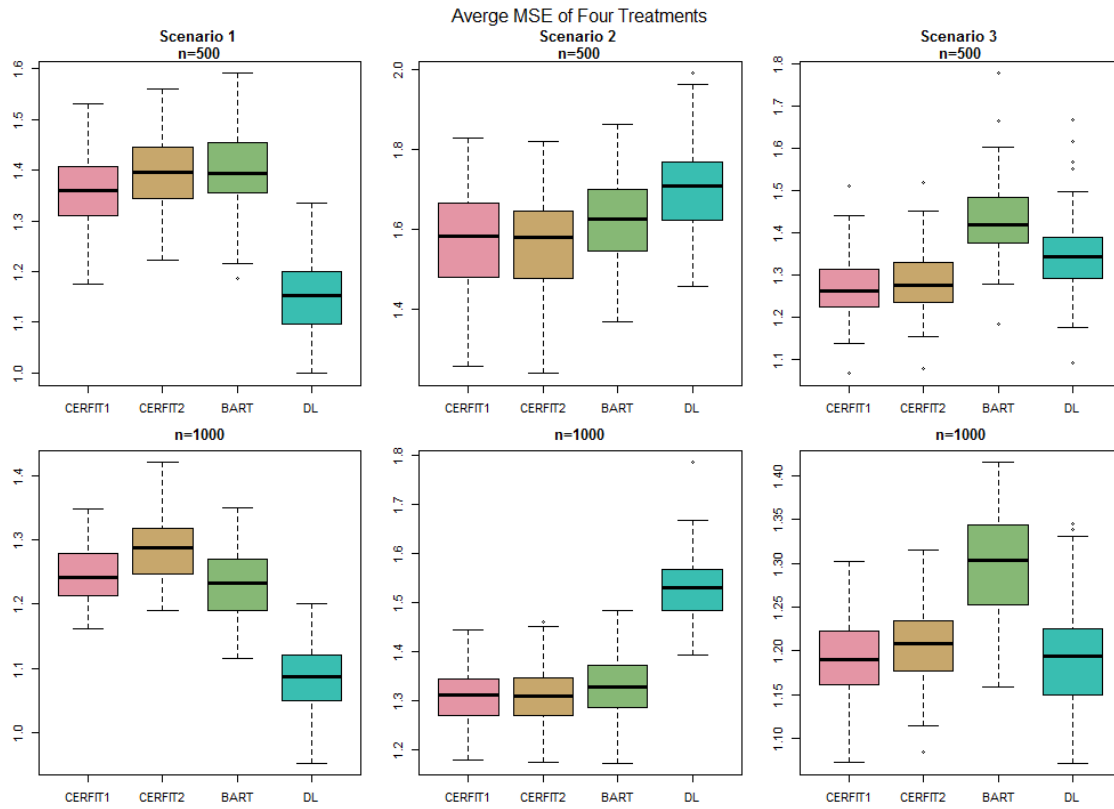 Averge MSE of Four Treatments
Scenario 1
n=500
1.0 1.1 1.2 1.3 1.4 1.5 1.6
CERFIT1 CERFIT2 BART DL
Scenario 2
n=500
1.4 1.6 1.8 2.0
CERFIT1 CERFIT2 BART DL
Scenario 3
n=500
1.1 1.2 1.3 1.4 1.5 1.6 1.7 1.8
CERFIT1 CERFIT2 BART DL
n=1000
1.0 1.1 1.2 1.3 1.4
CERFIT1 CERFIT2 BART DL
n=1000
1.2 1.3 1.4 1.5 1.6 1.7 1.8
CERFIT1 CERFIT2 BART DL
n=1000
1.10 1.15 1.20 1.25 1.30 1.35 1.40
CERFIT1 CERFIT2 BART DL